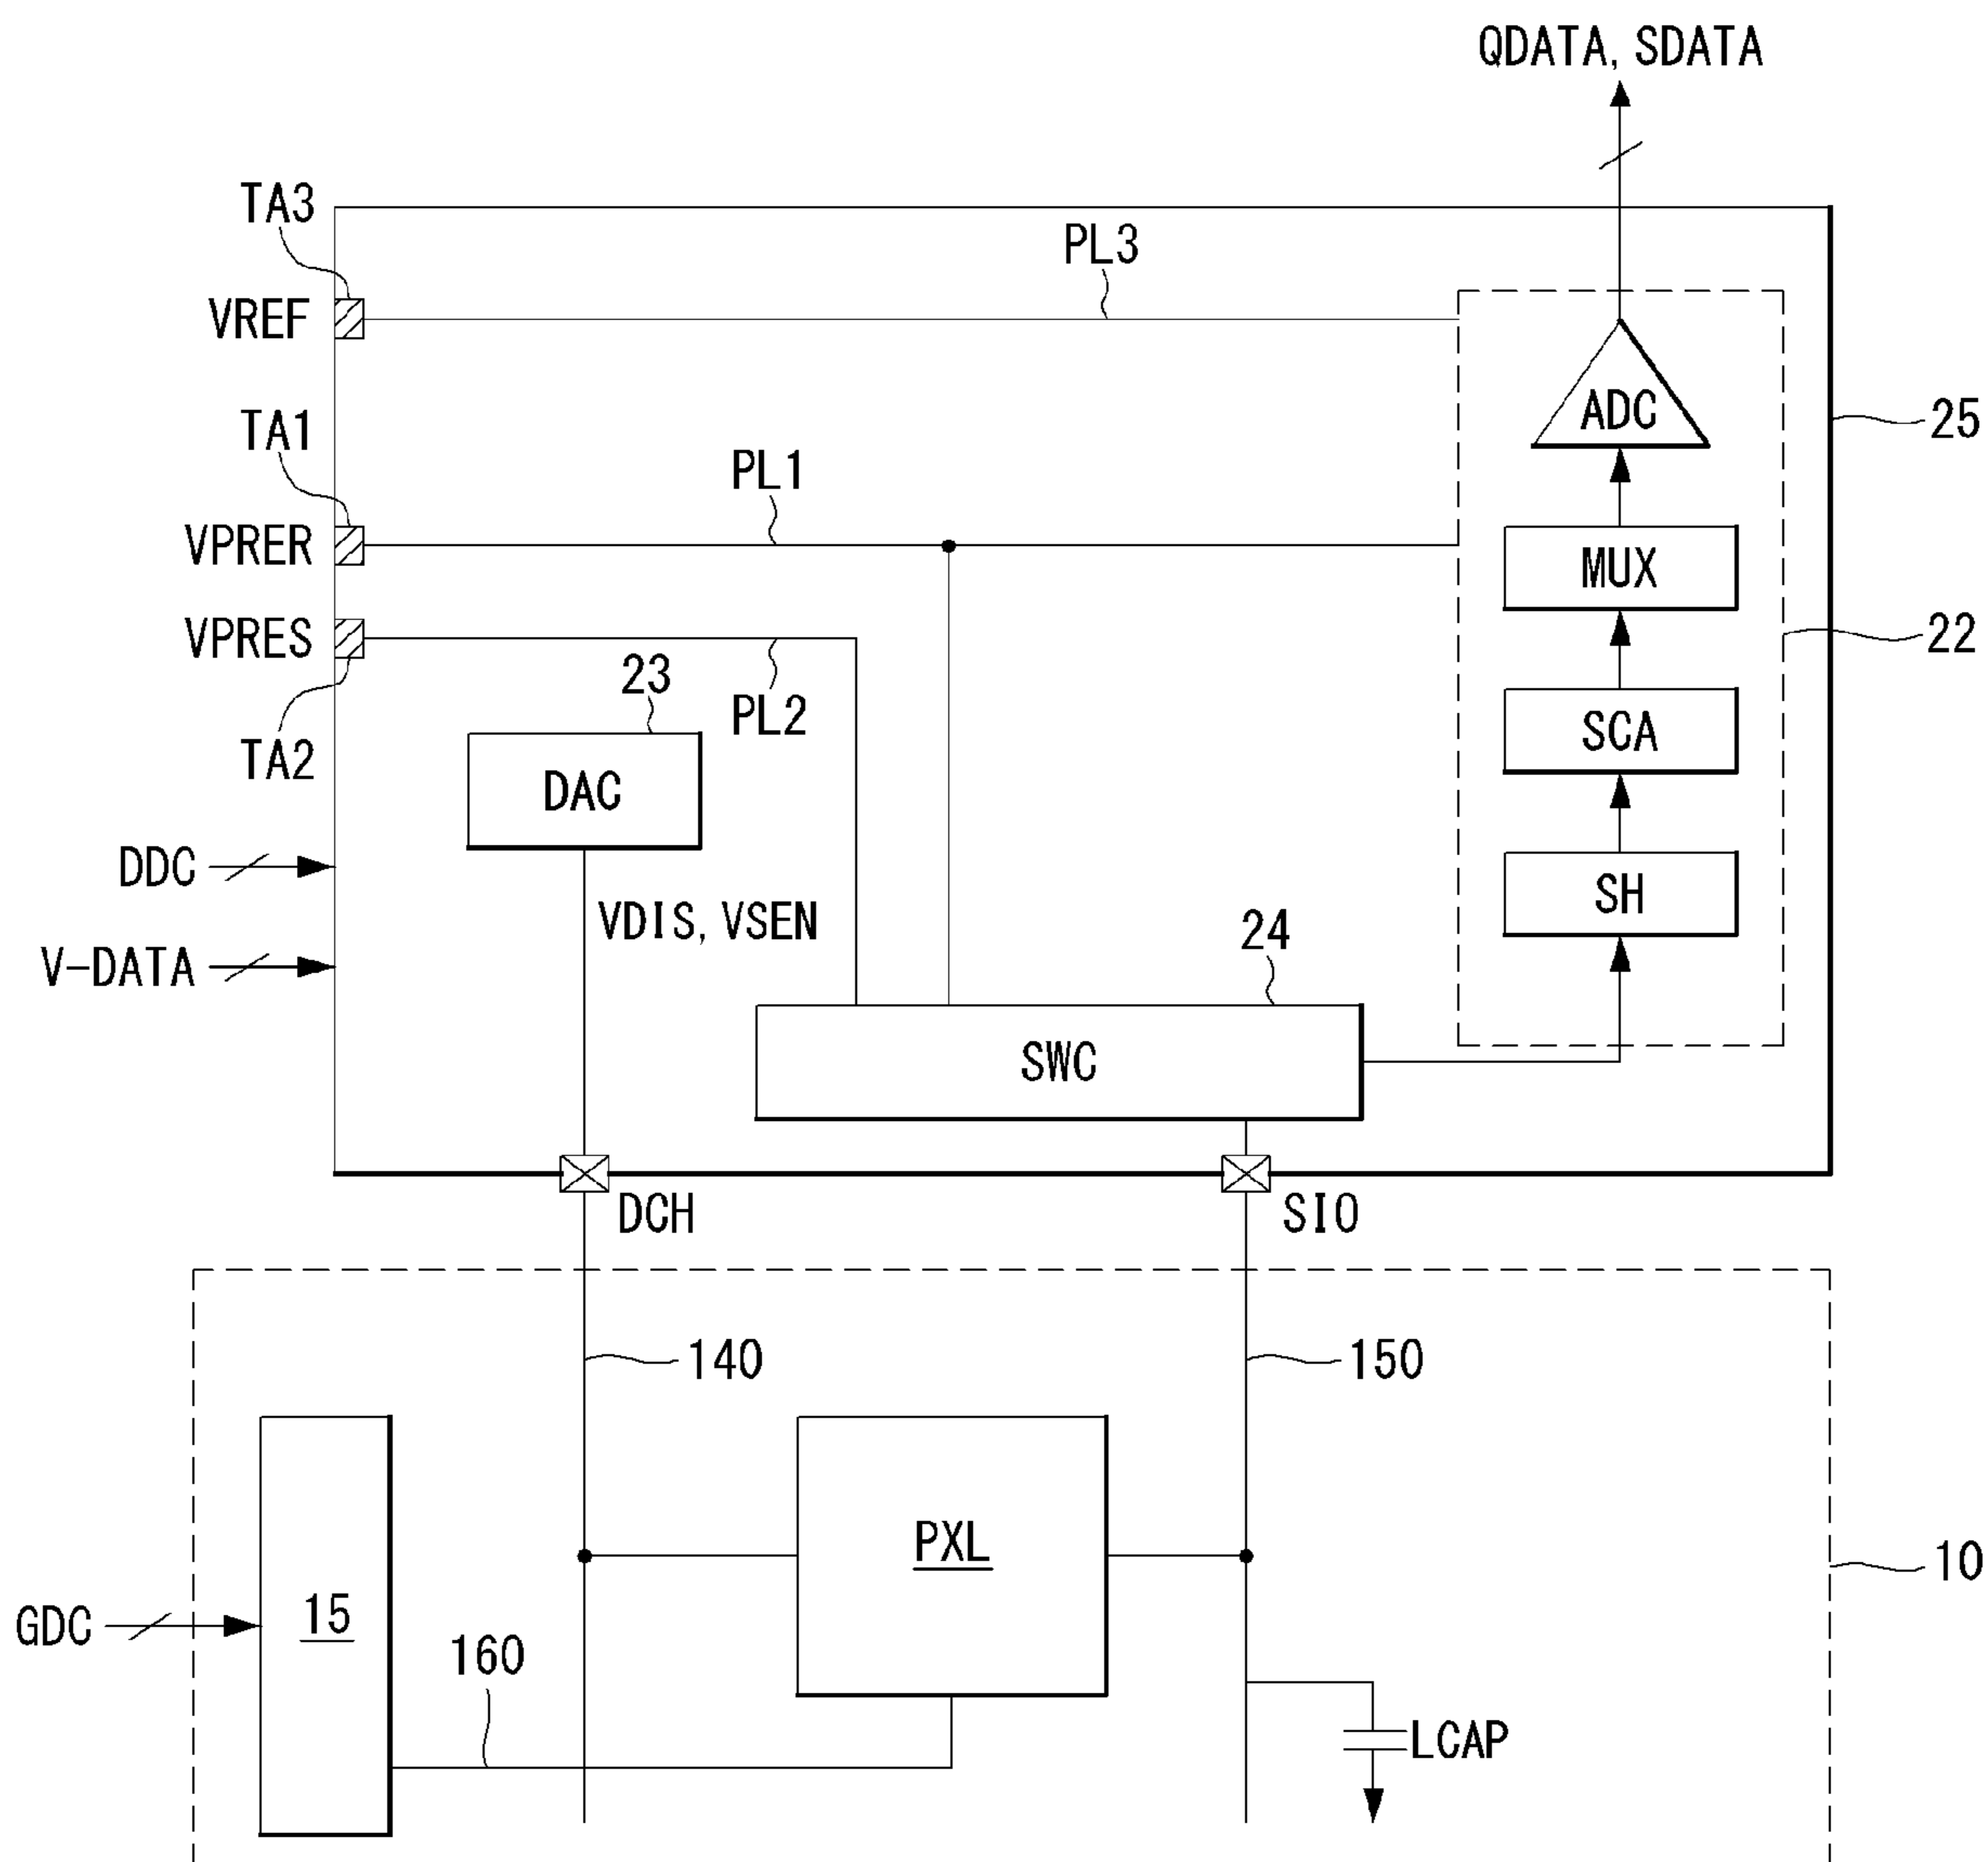 QDATA, SDATA
TA3
PL3
VREF
TA1
ADC
25
PL1
VPRER
MUX
VPRES
22
23
PL2
SCA
TA2
DAC
DDC
SH
VDIS, VSEN
24
V-DATA
SWC
DCH
SIO
140
150
PXL
10
15
GDC
160
LCAP